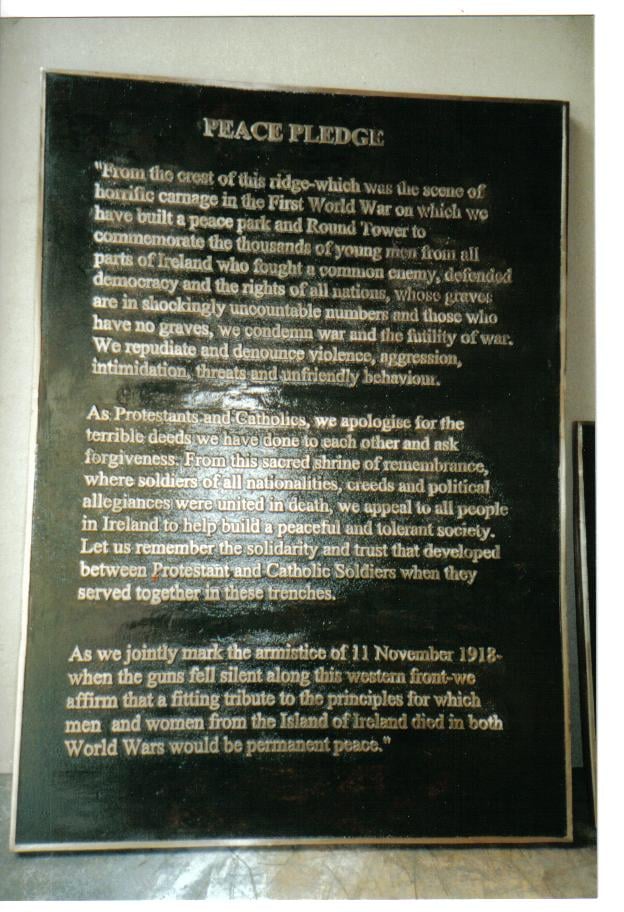 PEACE PLEDGE
"From the crest of this ridge-which was the scene of
horrific carnage in the First World War on which we
have built a peace park and Round Tower to
commemorate the thousands of young men from all
parts of Ireland who fought a common enemy, defended
democracy and the rights of all nations, whose graves
are in shockingly uncountable numbers and those who
have no graves, we condemn war and the futility of war.
We repudiate and denounce violence, aggression,
intimidation, threats and unfriendly behaviour.
As Protestants and Catholics, we apologise for the
terrible deeds we have done to each other and ask
forgiveness. From this sacred shrine of remembrance,
where soldiers of all nationalities, creeds and political
allegiances were united in death, we appeal to all people
in Ireland to help build a peaceful and tolerant society.
Let us remember the solidarity and trust that developed
between Protestant and Catholic Soldiers when they
served together in these trenches.
As we jointly mark the armistice of 11 November 1918-
when the guns fell silent along this western front-we
affirm that a fitting tribute to the principles for which
men and women from the Island of Ireland died in both
World Wars would be permanent peace."